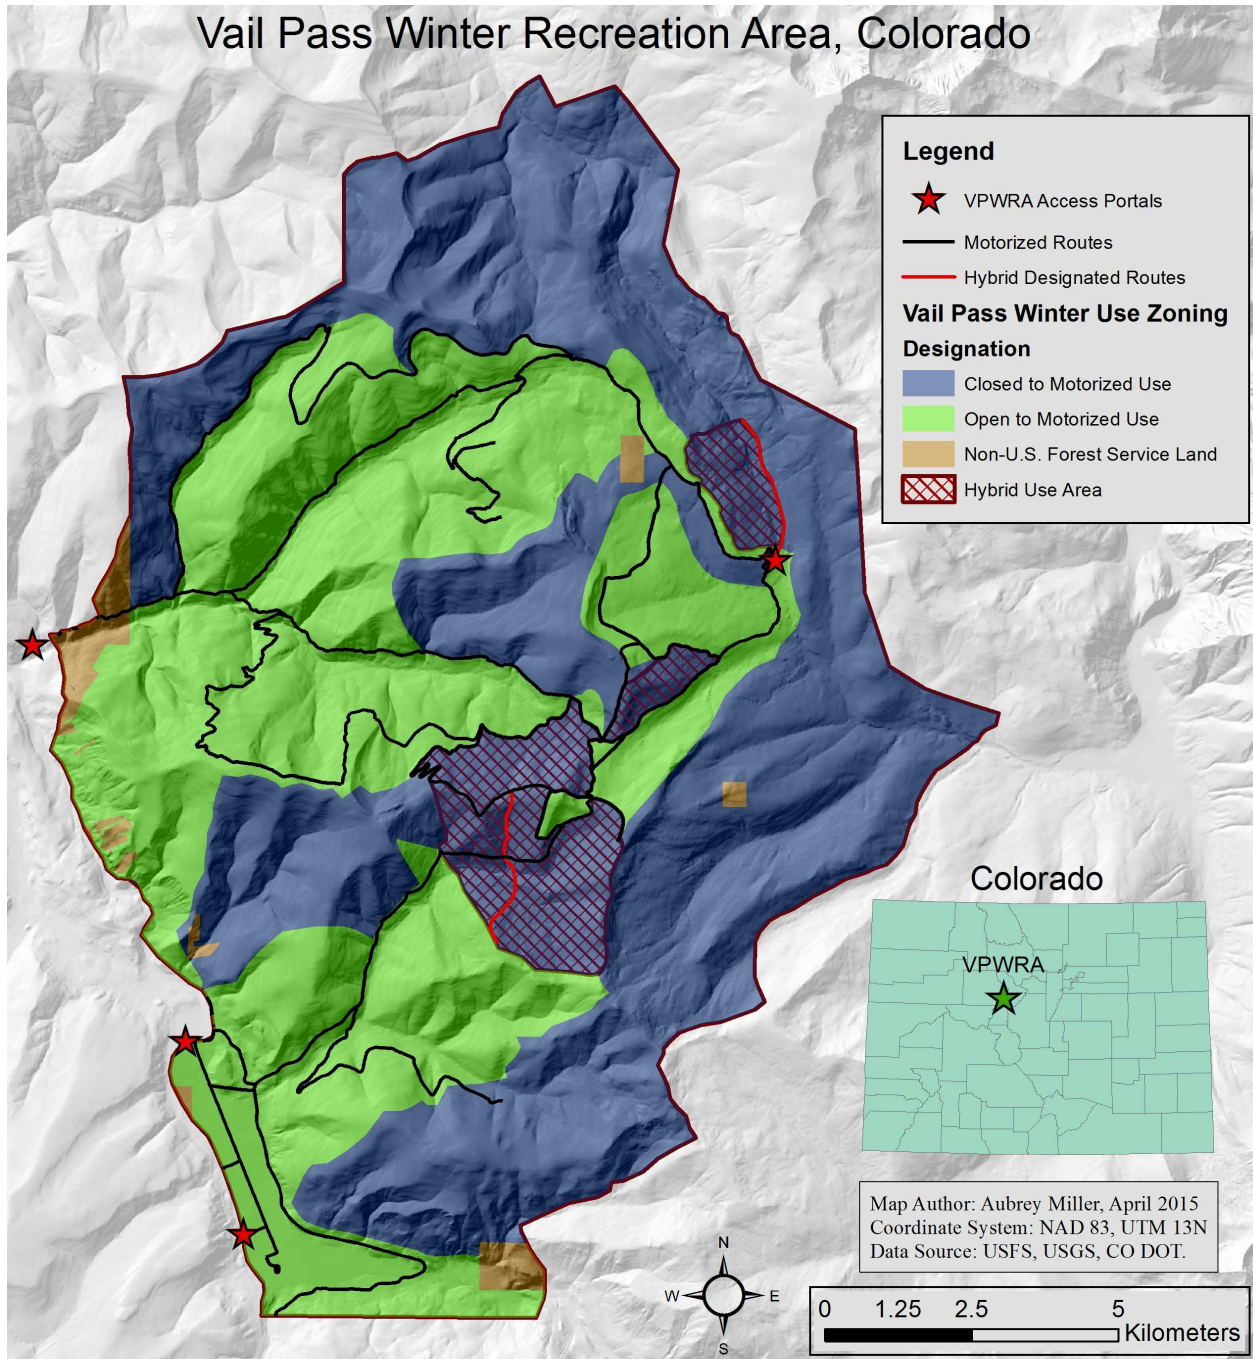 Vail Pass Winter Recreation Area, Colorado
Legend
VPWRA Access Portals
Motorized Routes
Hybrid Designated Routes
Vail Pass Winter Use Zoning
Designation
Closed to Motorized Use
Open to Motorized Use
Non-U.S. Forest Service Land
Hybrid Use Area
Colorado
VPWRA
Map Author: Aubrey Miller, April 2015
Coordinate System: NAD 83, UTM 13N
Data Source: USFS, USGS, CO DOT.
N
W E
S
0 1.25 2.5 5
Kilometers